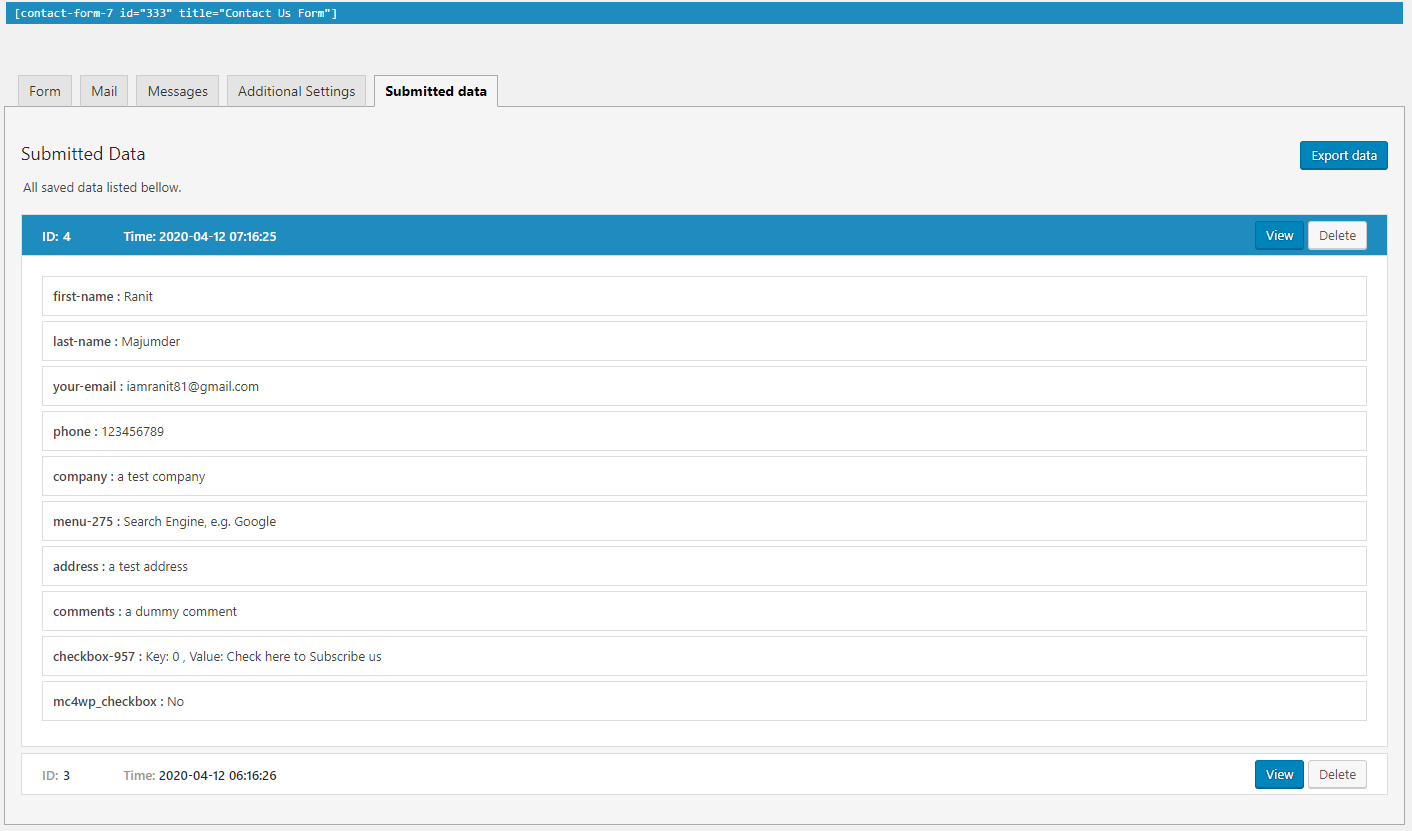 [contact-form-7 id="333" title="Contact Us Form"]
Form Mail Messages Additional Settings Submitted data
Submitted Data
Export data
All saved data listed bellow.
ID: 4 Time: 2020-04-12 07:16:25 View Delete
first-name : Ranit
last-name : Majumder
your-email : iamranit81@gmail.com
phone : 123456789
company : a test company
menu-275 : Search Engine, e.g. Google
address : a test address
comments : a dummy comment
checkbox-957 : Key: 0 , Value: Check here to Subscribe us
mc4wp_checkbox : No
ID: 3 Time: 2020-04-12 06:16:26 View Delete